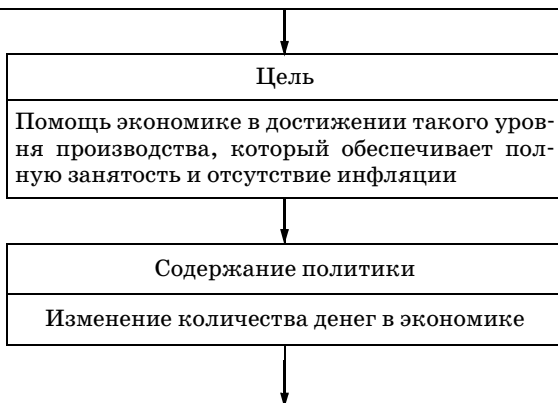 Цель
Помощь экономике в достижении такого уров-
ня производства, который обеспечивает пол-
ную занятость и отсутствие инфляции
Содержание политики
Изменение количества денег в экономике